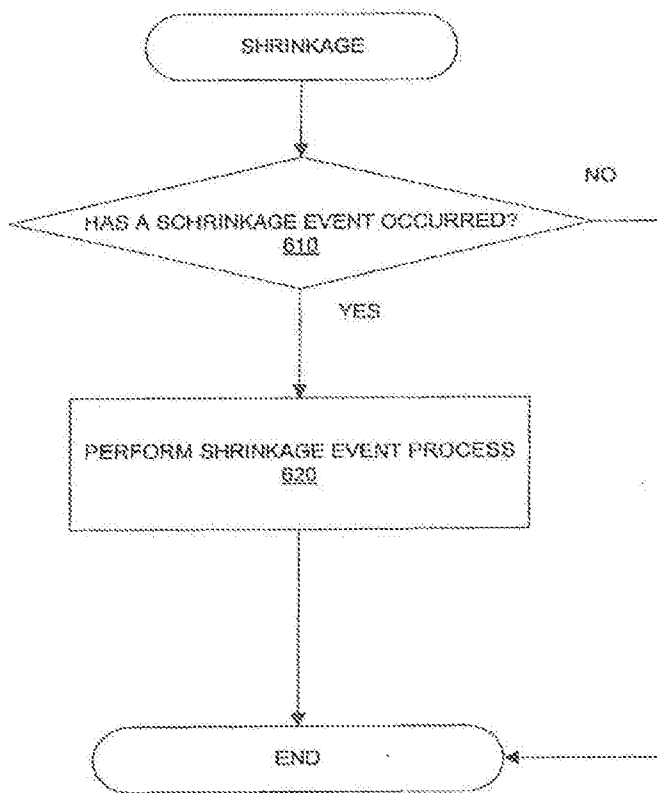 SHRINKAGE
NO
HAS A SCHRINKAGE EVENT OCCURRED?
610
YES
PERFORM SHRINKAGE EVENT PROCESS
620
END